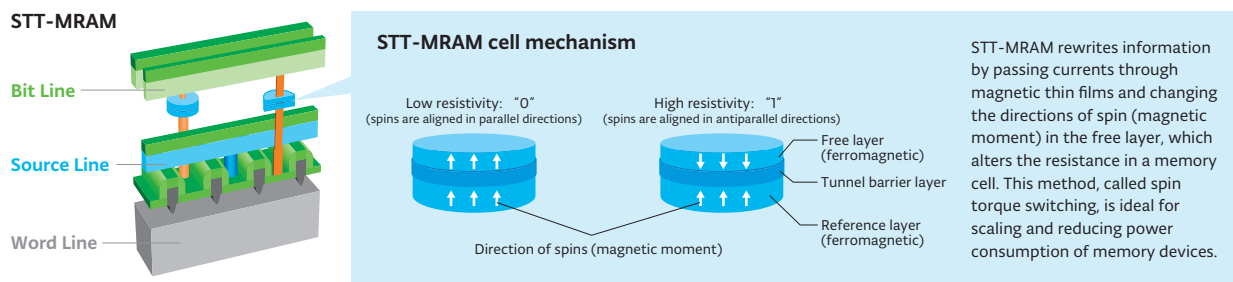 STT-MRAM
Bit Line
Source Line
Word Line
STT-MRAM cell mechanism
Low resistivity: "0"
(spins are aligned in parallel directions)
High resistivity: "1"
(spins are aligned in antiparallel directions)
Free layer
(ferromagnetic)
Tunnel barrier layer
Reference layer
(ferromagnetic)
Direction of spins (magnetic moment)
STT-MRAM rewrites information
by passing currents through
magnetic thin films and changing
the directions of spin (magnetic
moment) in the free layer, which
alters the resistance in a memory
cell. This method, called spin
torque switching, is ideal for
scaling and reducing power
consumption of memory devices.